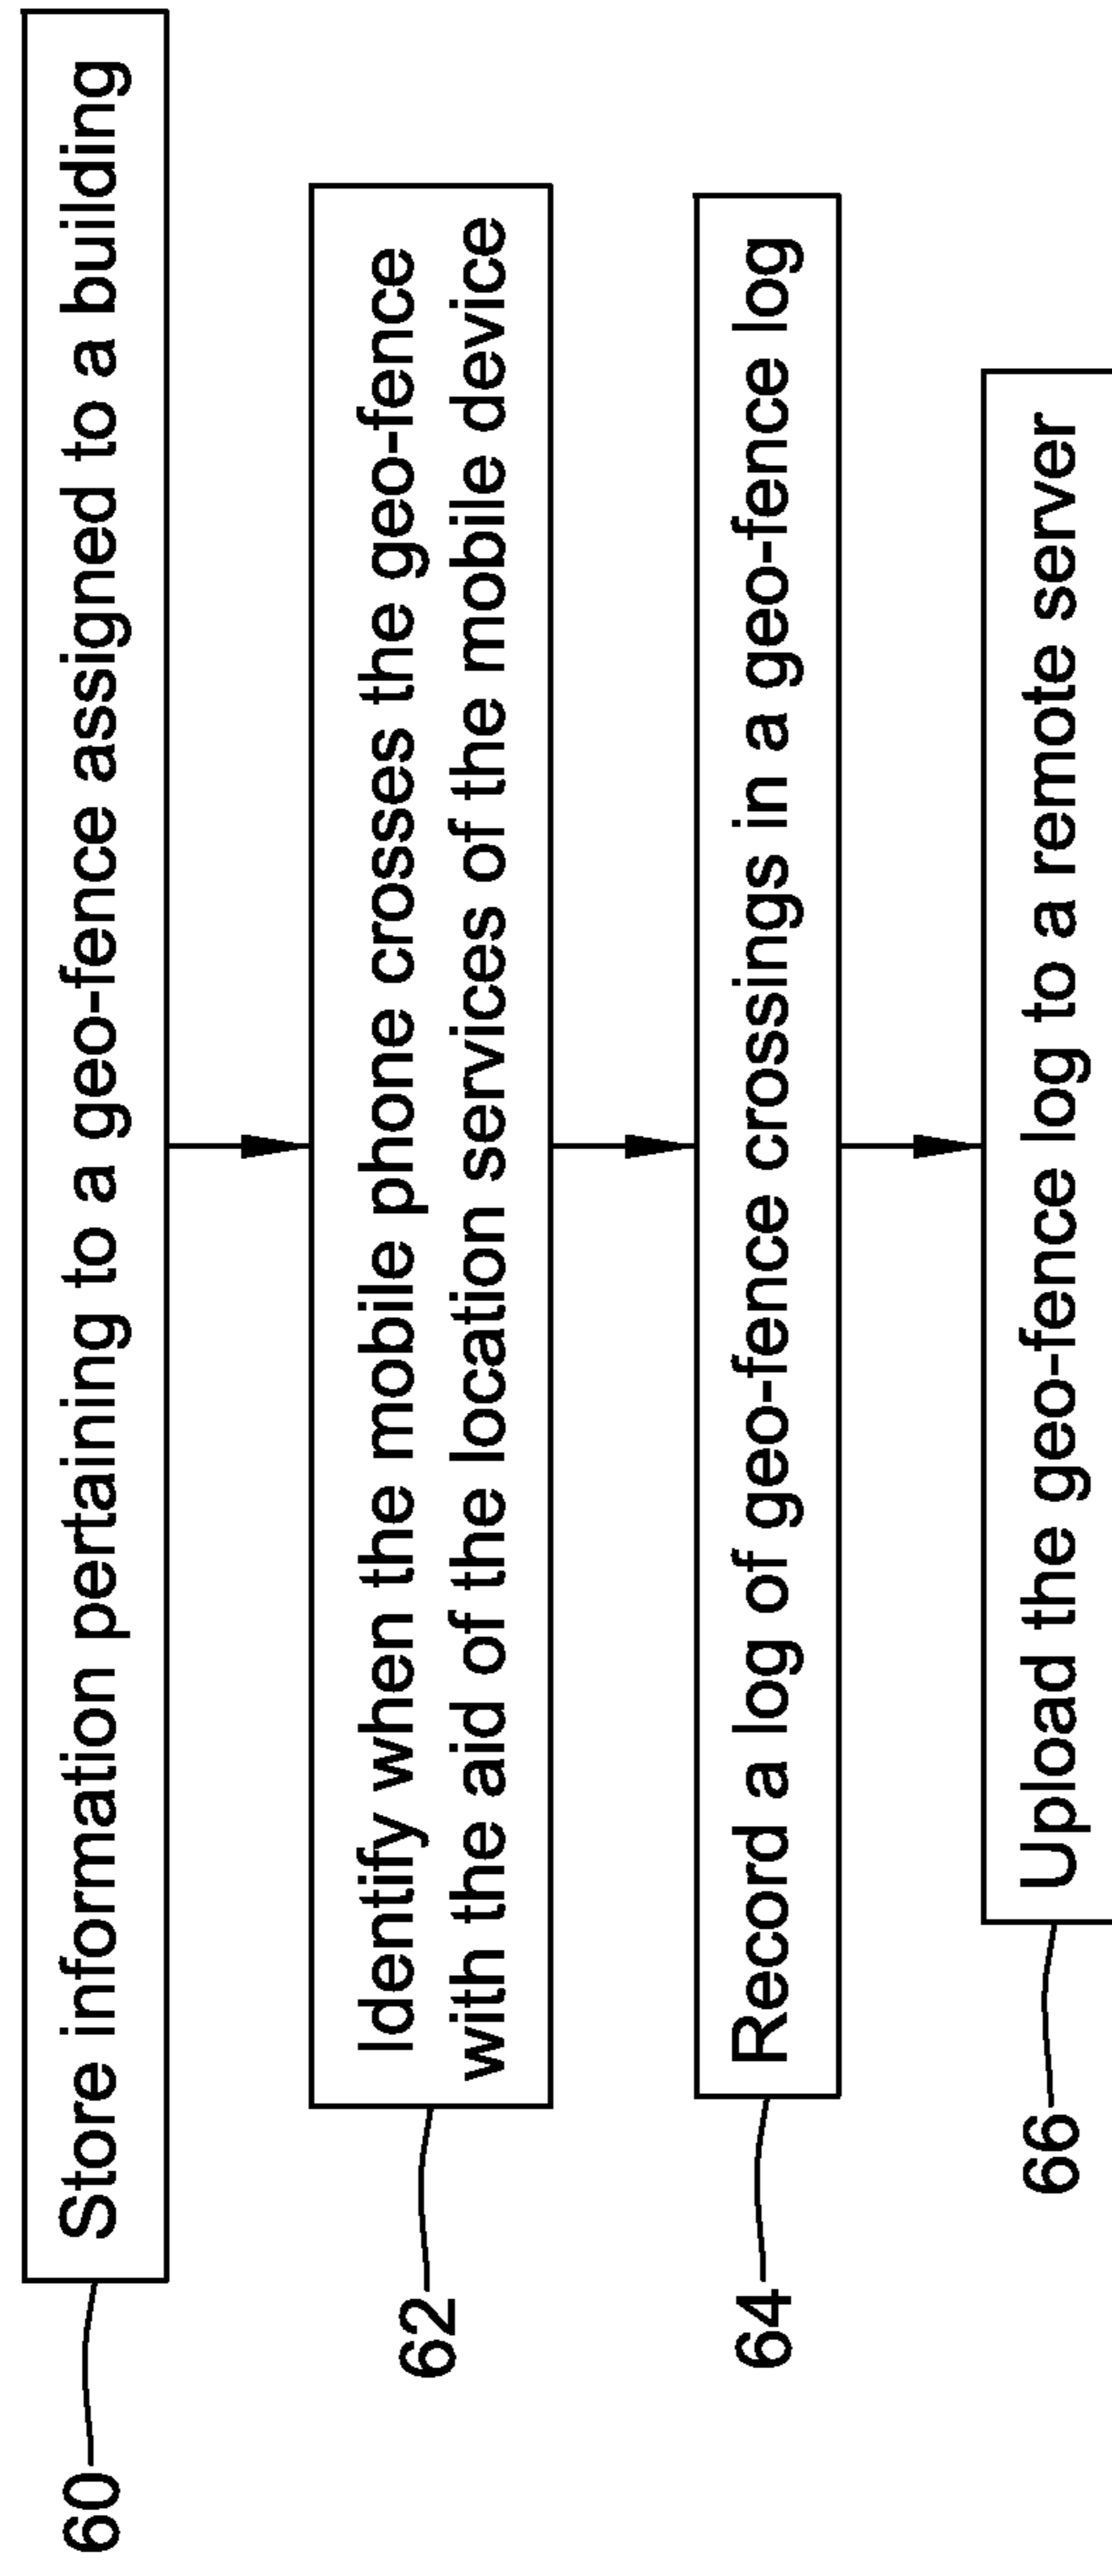 Store information pertaining to a geo-fence assigned to a building
60
Identify when the mobile phone crosses the geo-fence
with the aid of the location services of the mobile device
62
Record a log of geo-fence crossings in a geo-fence log
64
Upload the geo-fence log to a remote server
66